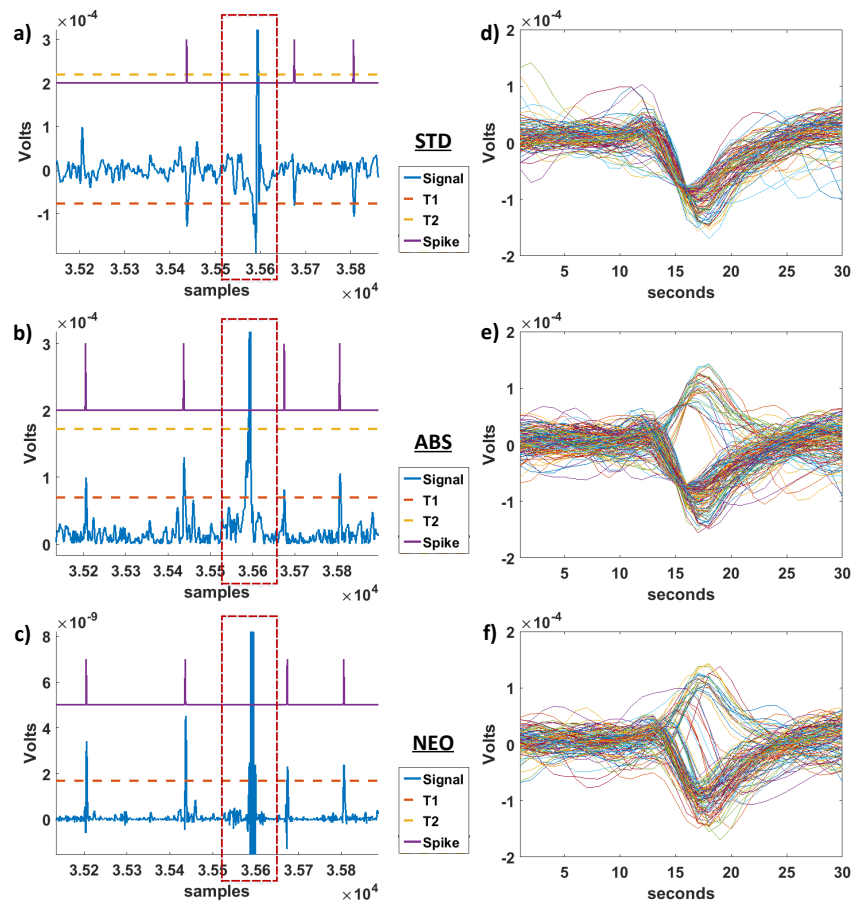 a)
×10⁻⁴
3
2
1
0
-1
Volts
3.52 3.53 3.54 3.55 3.56 3.57 3.58
samples
×10⁴
STD
Signal
T1
T2
Spike
d)
×10⁻⁴
2
1
0
-1
-2
Volts
5 10 15 20 25 30
seconds
b)
×10⁻⁴
3
2
1
0
Volts
3.52 3.53 3.54 3.55 3.56 3.57 3.58
samples
×10⁴
ABS
Signal
T1
T2
Spike
e)
×10⁻⁴
2
1
0
-1
-2
Volts
5 10 15 20 25 30
seconds
c)
×10⁻⁹
8
6
4
2
0
Volts
3.52 3.53 3.54 3.55 3.56 3.57 3.58
samples
×10⁴
NEO
Signal
T1
T2
Spike
f)
×10⁻⁴
2
1
0
-1
-2
Volts
5 10 15 20 25 30
seconds